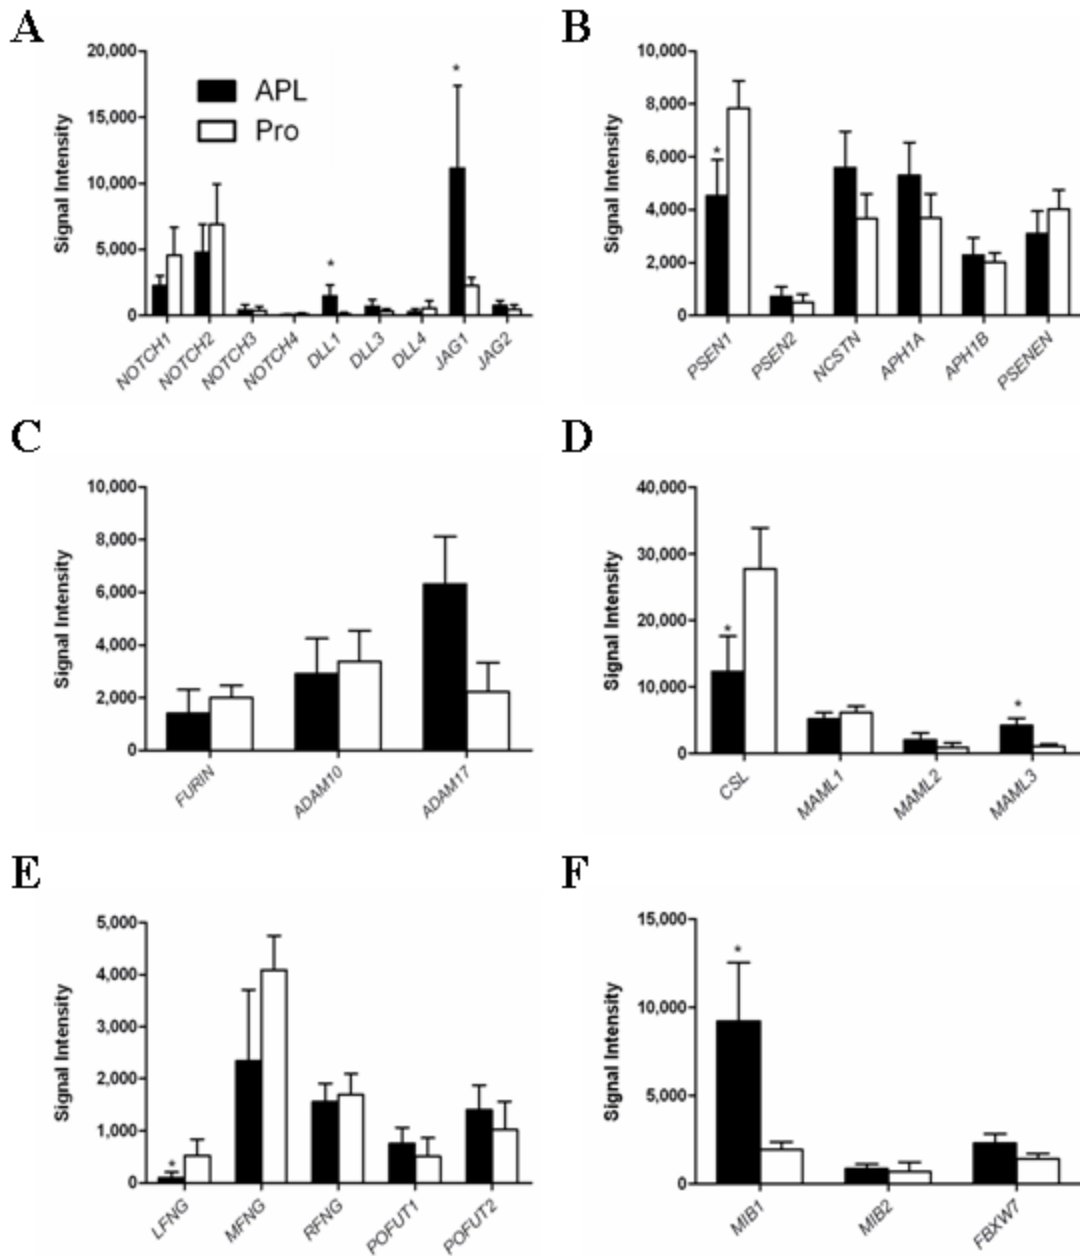 A
20,000
15,000
10,000
5,000
0
Signal Intensity
APL
Pro
*
*
NOTCH1
NOTCH2
NOTCH3
NOTCH4
DLL1
DLL3
DLL4
JAG1
JAG2
B
10,000
8,000
6,000
4,000
2,000
0
Signal Intensity
*
PSEN1
PSEN2
NCSTN
APH1A
APH1B
PSENEN
C
10,000
8,000
6,000
4,000
2,000
0
Signal Intensity
FURIN
ADAM10
ADAM17
D
40,000
30,000
20,000
10,000
0
Signal Intensity
*
*
CSL
MAML1
MAML2
MAML3
E
5,000
4,000
3,000
2,000
1,000
0
Signal Intensity
*
LFNG
MFNG
RFNG
POFUT1
POFUT2
F
15,000
10,000
5,000
0
Signal Intensity
*
MIB1
MIB2
FBXW7